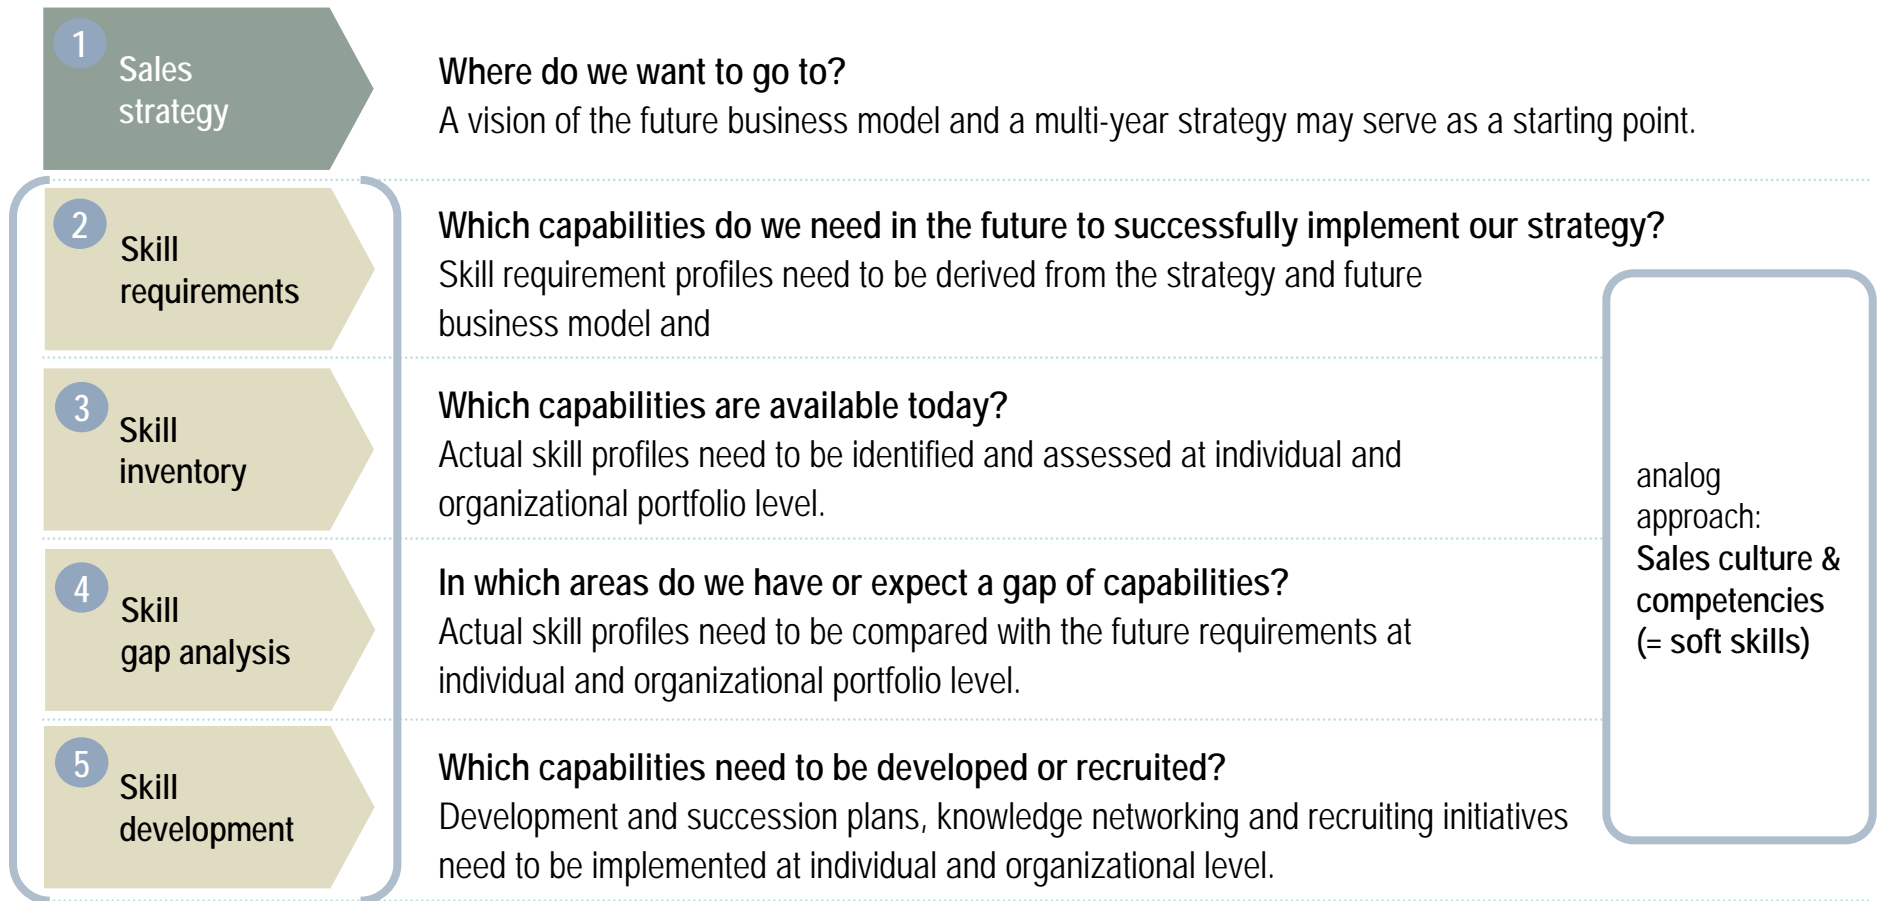 1
Sales
strategy
Where do we want to go to?
A vision of the future business model and a multi-year strategy may serve as a starting point.
2
Skill
requirements
Which capabilities do we need in the future to successfully implement our strategy?
Skill requirement profiles need to be derived from the strategy and future
business model and
3
Skill
inventory
Which capabilities are available today?
Actual skill profiles need to be identified and assessed at individual and
organizational portfolio level.
4
Skill
gap analysis
In which areas do we have or expect a gap of capabilities?
Actual skill profiles need to be compared with the future requirements at
individual and organizational portfolio level.
5
Skill
development
Which capabilities need to be developed or recruited?
Development and succession plans, knowledge networking and recruiting initiatives
need to be implemented at individual and organizational level.
analog
approach:
Sales culture &
competencies
(= soft skills)